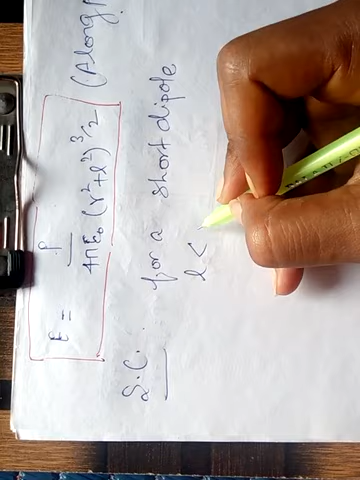 E = P / 4πε₀ (r²+l²)^3/2 (Along
S.C. for a short dipole
l <